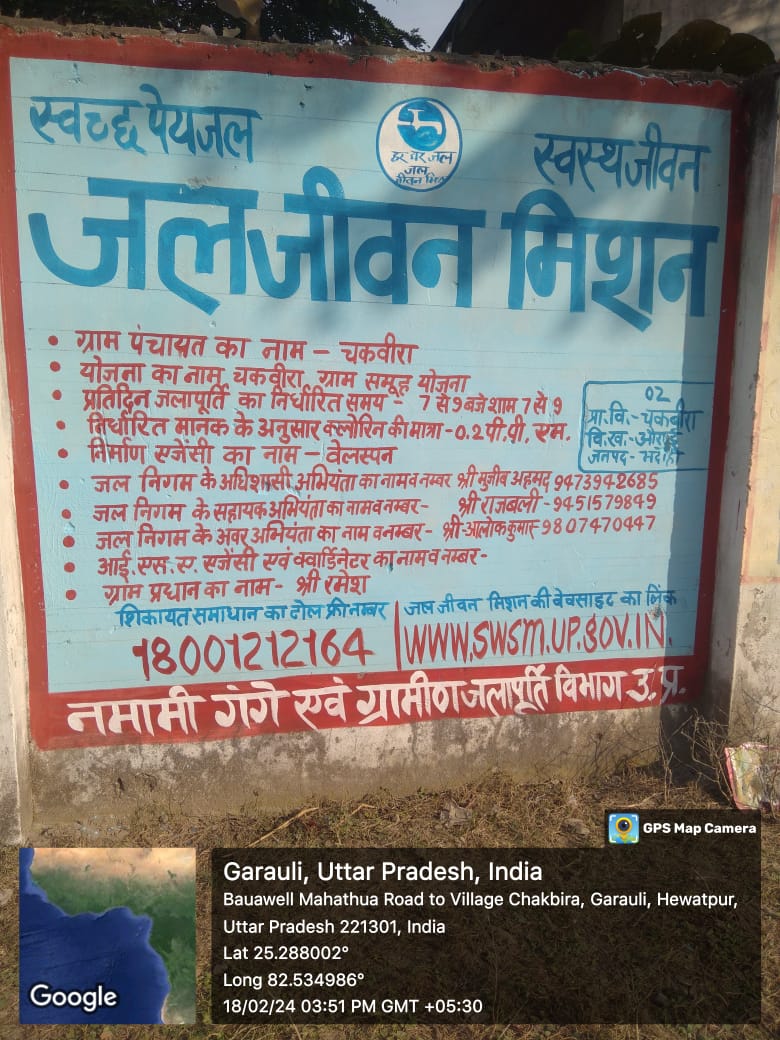 स्वच्छ पेयजल
हर घर जल
जल
जीवन मिशन
स्वस्थ जीवन
जल जीवन मिशन
• ग्राम पंचायत का नाम – चकवीरा
• योजना का नाम चकवीरा ग्राम समूह योजना
• प्रतिदिन जलापूर्ति का निर्धारित समय - 7 से 9 बजे शाम 7 से 9
• निर्धारित मानक के अनुसार क्लोरिन की मात्रा - 0.2 पी.पी. एम.
• निर्माण एजेंसी का नाम – वेलस्पन
02
प्रा.वि.- चकवीरा
वि.ख.- औराई
जनपद - भदोही
• जल निगम के अधिशासी अभियंता का नाम व नम्बर श्री मुजीब अहमद 9473942685
• जल निगम के सहायक अभियंता का नाम व नम्बर- श्री राजबली - 9451579849
• जल निगम के अवर अभियंता का नाम व नम्बर- श्री आलोक कुमार 9807470447
• आई.एस.ए. एजेंसी एवं क्वार्डिनेटर का नाम व नम्बर-
• ग्राम प्रधान का नाम - श्री रमेश
शिकायत समाधान का टोल फ्री नम्बर
18001212164
जल जीवन मिशन की वेबसाइट का लिंक
WWW.SWSM.UP.GOV.IN.
नमामी गंगे एवं ग्रामीण जलापूर्ति विभाग उ.प्र.
GPS Map Camera
Google
Garauli, Uttar Pradesh, India
Bauawell Mahathua Road to Village Chakbira, Garauli, Hewatpur,
Uttar Pradesh 221301, India
Lat 25.288002°
Long 82.534986°
18/02/24 03:51 PM GMT +05:30